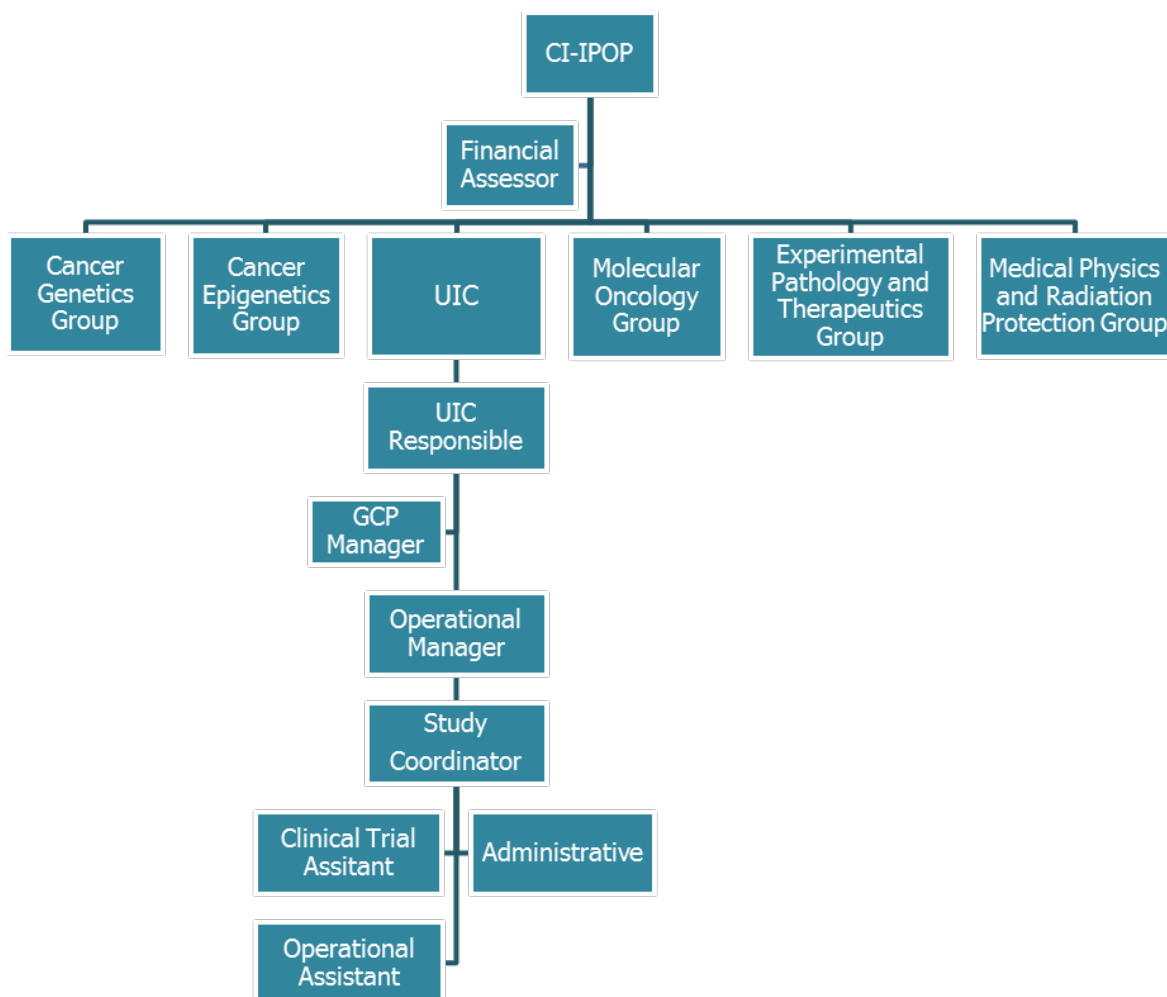 CI-IPOP
Financial
Assessor
Cancer
Genetics
Group
Cancer
Epigenetics
Group
UIC
Molecular
Oncology
Group
Experimental
Pathology and
Therapeutics
Group
Medical Physics
and Radiation
Protection Group
UIC
Responsible
GCP
Manager
Operational
Manager
Study
Coordinator
Clinical Trial
Assitant
Administrative
Operational
Assistant